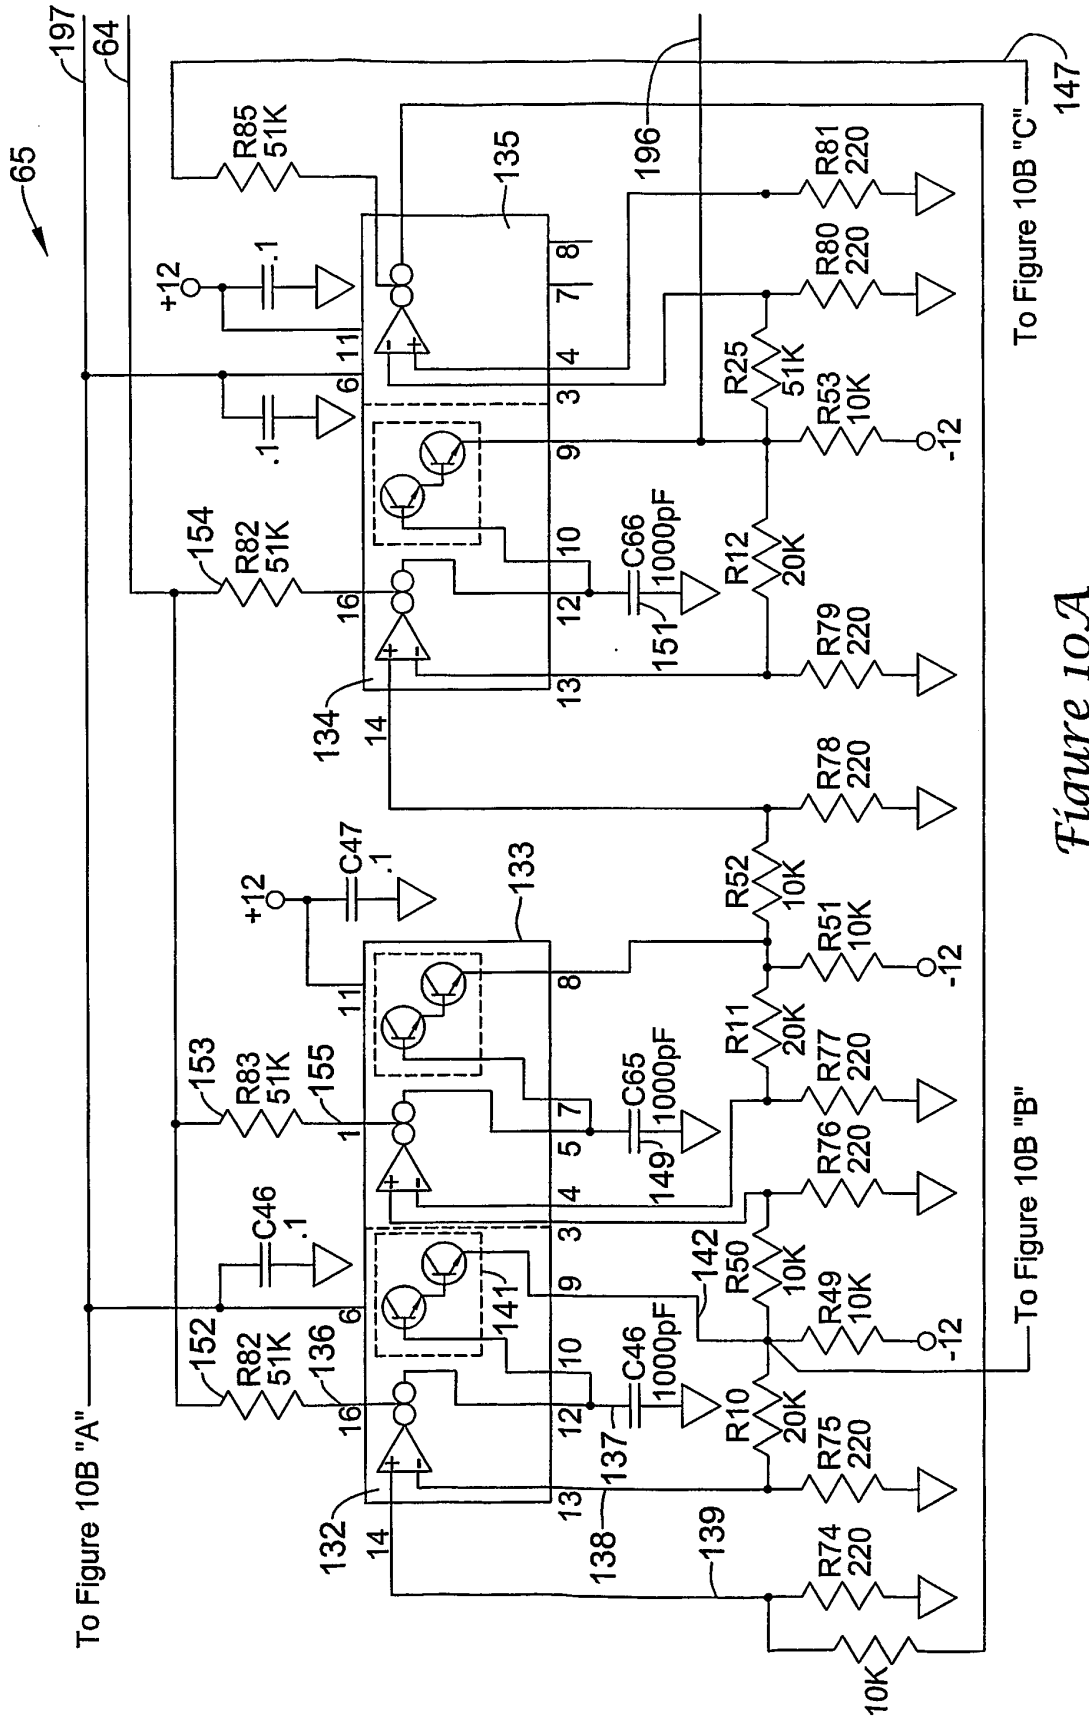 65
197
64
To Figure 10B "A"
152
R82
51K
136
16
C46
.1
6
153
R83
51K
155
1
+12
C47
.1
11
154
R82
51K
16
.1
6
+12
.1
11
R85
51K
132
14
141
133
134
14
135
13
12
10
9
3
4
5
7
8
13
12
10
9
3
4
7
8
138
137
C46
1000pF
142
149
C65
1000pF
151
C66
1000pF
196
139
R10
20K
R50
10K
R11
20K
R52
10K
R12
20K
R25
51K
10K
R74
220
R75
220
R49
10K
-12
R76
220
R77
220
R51
10K
-12
R78
220
R79
220
R53
10K
-12
R80
220
R81
220
To Figure 10B "B"
To Figure 10B "C"
147
Figure 10A